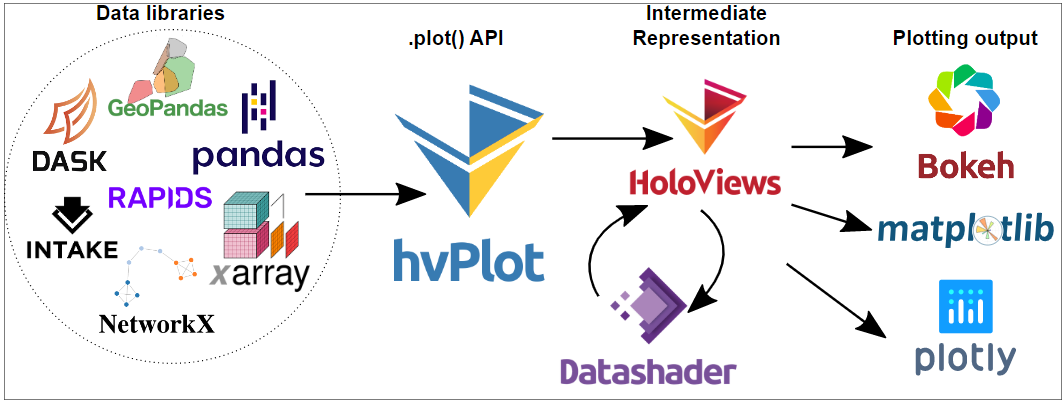 Data libraries
.plot() API
Intermediate
Representation
Plotting output
GeoPandas
DASK
pandas
RAPIDS
INTAKE
xarray
NetworkX
hvPlot
HoloViews
Datashader
Bokeh
matplotlib
plotly